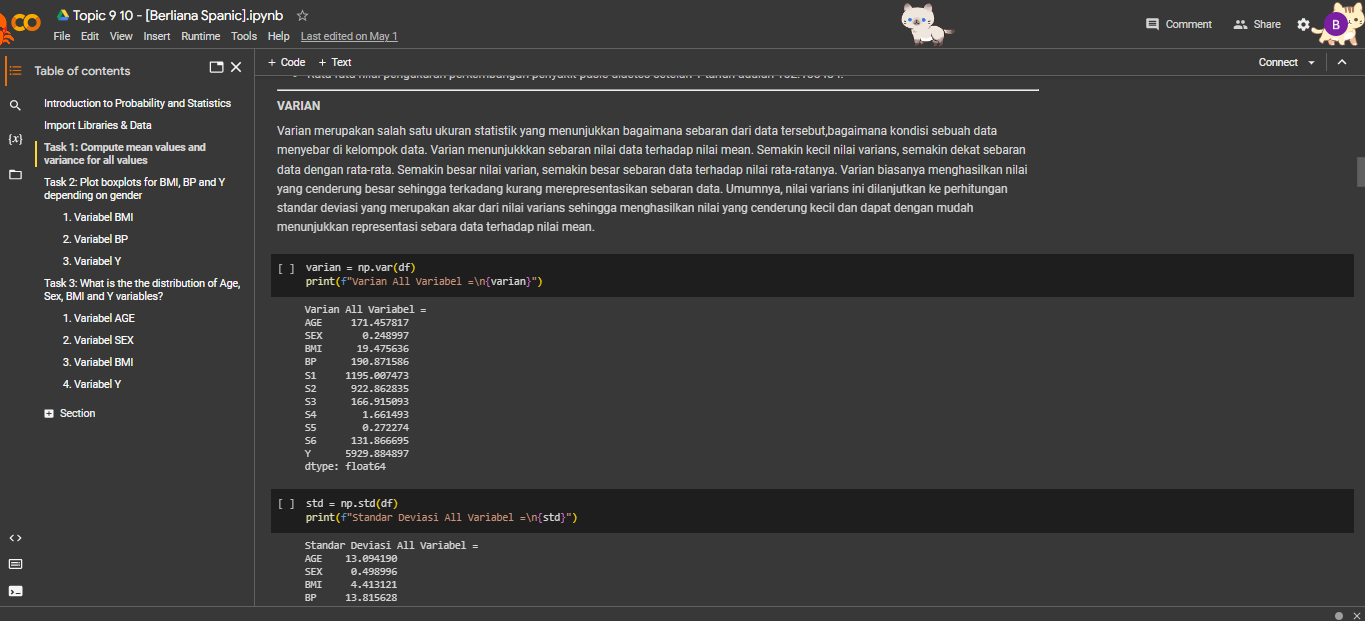 Topic 9 10 - [Berliana Spanic].ipynb
File Edit View Insert Runtime Tools Help Last edited on May 1
Comment Share B
Table of contents
+ Code + Text
Connect
Introduction to Probability and Statistics
Import Libraries & Data
Task 1: Compute mean values and
variance for all values
Task 2: Plot boxplots for BMI, BP and Y
depending on gender
1. Variabel BMI
2. Variabel BP
3. Variabel Y
Task 3: What is the the distribution of Age,
Sex, BMI and Y variables?
1. Variabel AGE
2. Variabel SEX
3. Variabel BMI
4. Variabel Y
Section
{x}
<>
VARIAN
Varian merupakan salah satu ukuran statistik yang menunjukkan bagaimana sebaran dari data tersebut,bagaimana kondisi sebuah data
menyebar di kelompok data. Varian menunjukkkan sebaran nilai data terhadap nilai mean. Semakin kecil nilai varians, semakin dekat sebaran
data dengan rata-rata. Semakin besar nilai varian, semakin besar sebaran data terhadap nilai rata-ratanya. Varian biasanya menghasilkan nilai
yang cenderung besar sehingga terkadang kurang merepresentasikan sebaran data. Umumnya, nilai varians ini dilanjutkan ke perhitungan
standar deviasi yang merupakan akar dari nilai varians sehingga menghasilkan nilai yang cenderung kecil dan dapat dengan mudah
menunjukkan representasi sebara data terhadap nilai mean.
[ ] varian = np.var(df)
print(f"Varian All Variabel =\n{varian}")
Varian All Variabel =
AGE 171.457817
SEX 0.248997
BMI 19.475636
BP 190.871586
S1 1195.007473
S2 922.862835
S3 166.915093
S4 1.661493
S5 0.272274
S6 131.866695
Y 5929.884897
dtype: float64
[ ] std = np.std(df)
print(f"Standar Deviasi All Variabel =\n{std}")
Standar Deviasi All Variabel =
AGE 13.094190
SEX 0.498996
BMI 4.413121
BP 13.815628